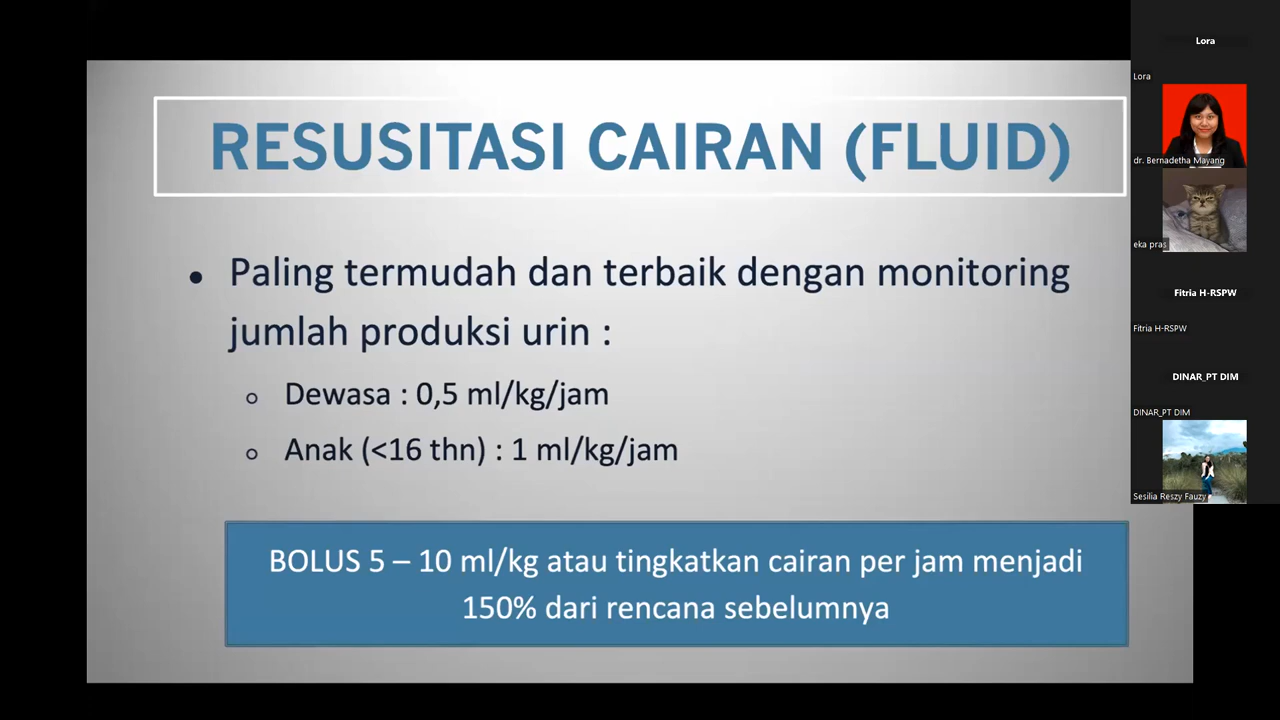 RESUSITASI CAIRAN (FLUID)
• Paling termudah dan terbaik dengan monitoring
jumlah produksi urin :
o Dewasa : 0,5 ml/kg/jam
o Anak (<16 thn) : 1 ml/kg/jam
BOLUS 5 – 10 ml/kg atau tingkatkan cairan per jam menjadi
150% dari rencana sebelumnya
Lora
Lora
dr. Bernadetha Mayang
eka pras
Fitria H-RSPW
Fitria H-RSPW
DINAR_PT DIM
DINAR_PT DIM
Sesilia Reszy Fauzy